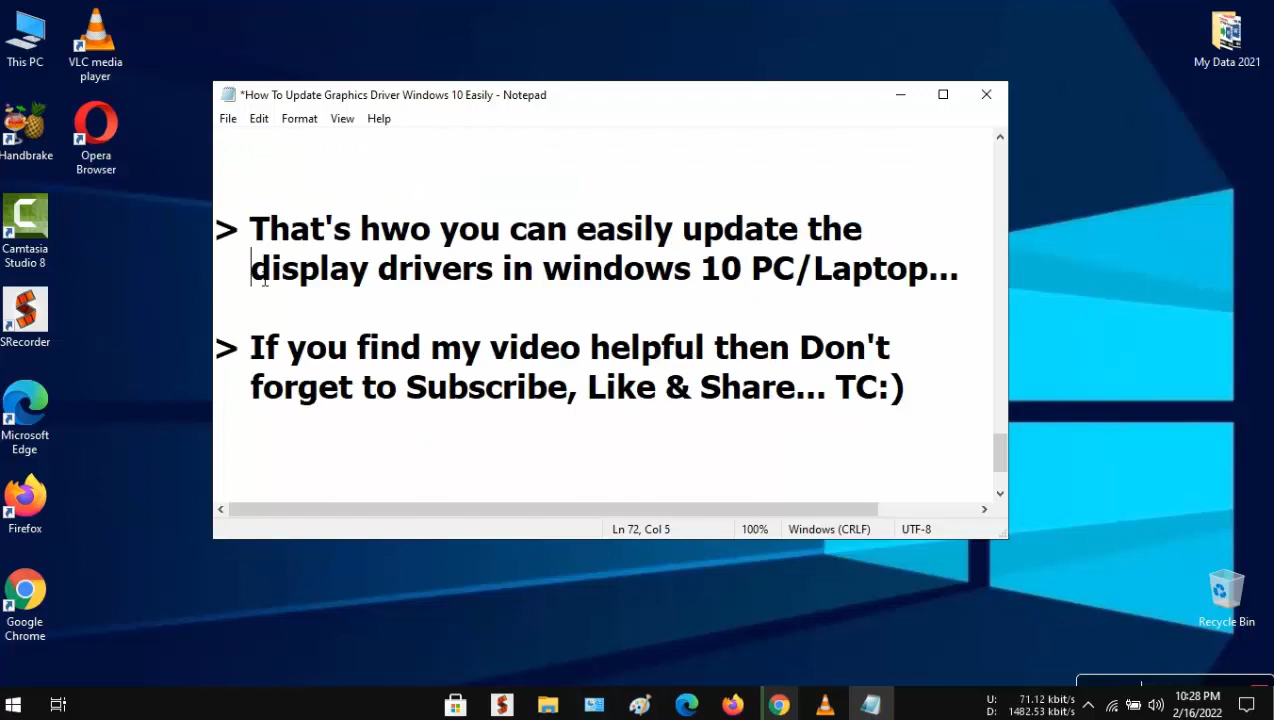 This PC
VLC media
player
My Data 2021
Handbrake
Opera
Browser
Camtasia
Studio 8
SRecorder
Microsoft
Edge
Firefox
Google
Chrome
*How To Update Graphics Driver Windows 10 Easily - Notepad
File Edit Format View Help
> That's hwo you can easily update the
display drivers in windows 10 PC/Laptop...
> If you find my video helpful then Don't
forget to Subscribe, Like & Share... TC:)
Ln 72, Col 5 100% Windows (CRLF) UTF-8
Recycle Bin
U: 71.12 kbit/s
D: 1482.53 kbit/s
10:28 PM
2/16/2022